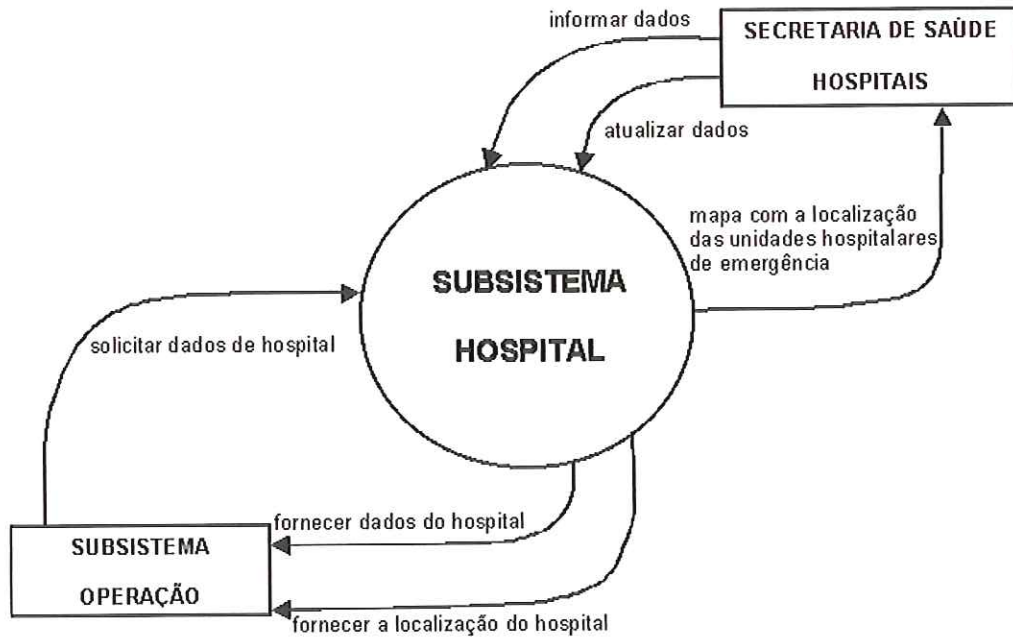 informar dados
SECRETARIA DE SAÚDE
HOSPITAIS
atualizar dados
mapa com a localização
das unidades hospitalares
de emergência
SUBSISTEMA
HOSPITAL
solicitar dados de hospital
fornecer dados do hospital
SUBSISTEMA
OPERAÇÃO
fornecer a localização do hospital